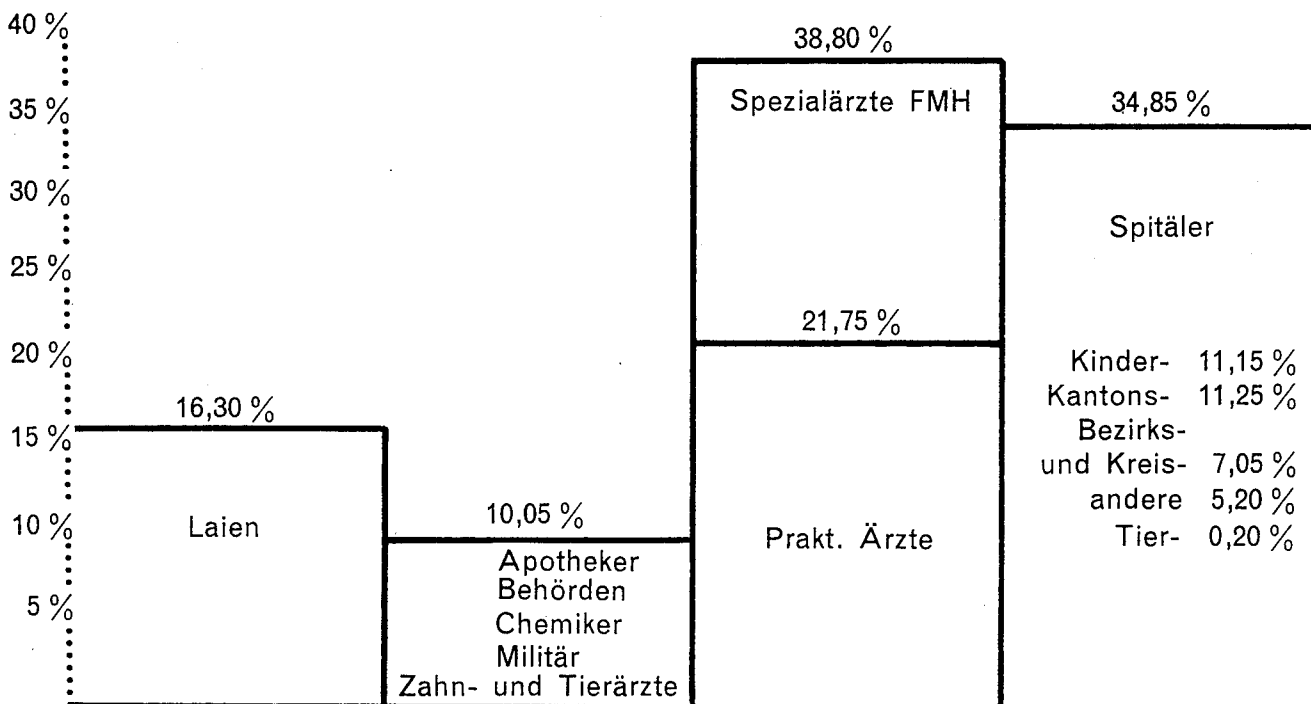 40 %
35 %
30 %
25 %
20 %
15 %
10 %
5 %
16,30 %
Laien
10,05 %
Apotheker
Behörden
Chemiker
Militär
Zahn- und Tierärzte
38,80 %
Spezialärzte FMH
21,75 %
Prakt. Ärzte
34,85 %
Spitäler
Kinder- 11,15 %
Kantons- 11,25 %
Bezirks-
und Kreis- 7,05 %
andere 5,20 %
Tier- 0,20 %